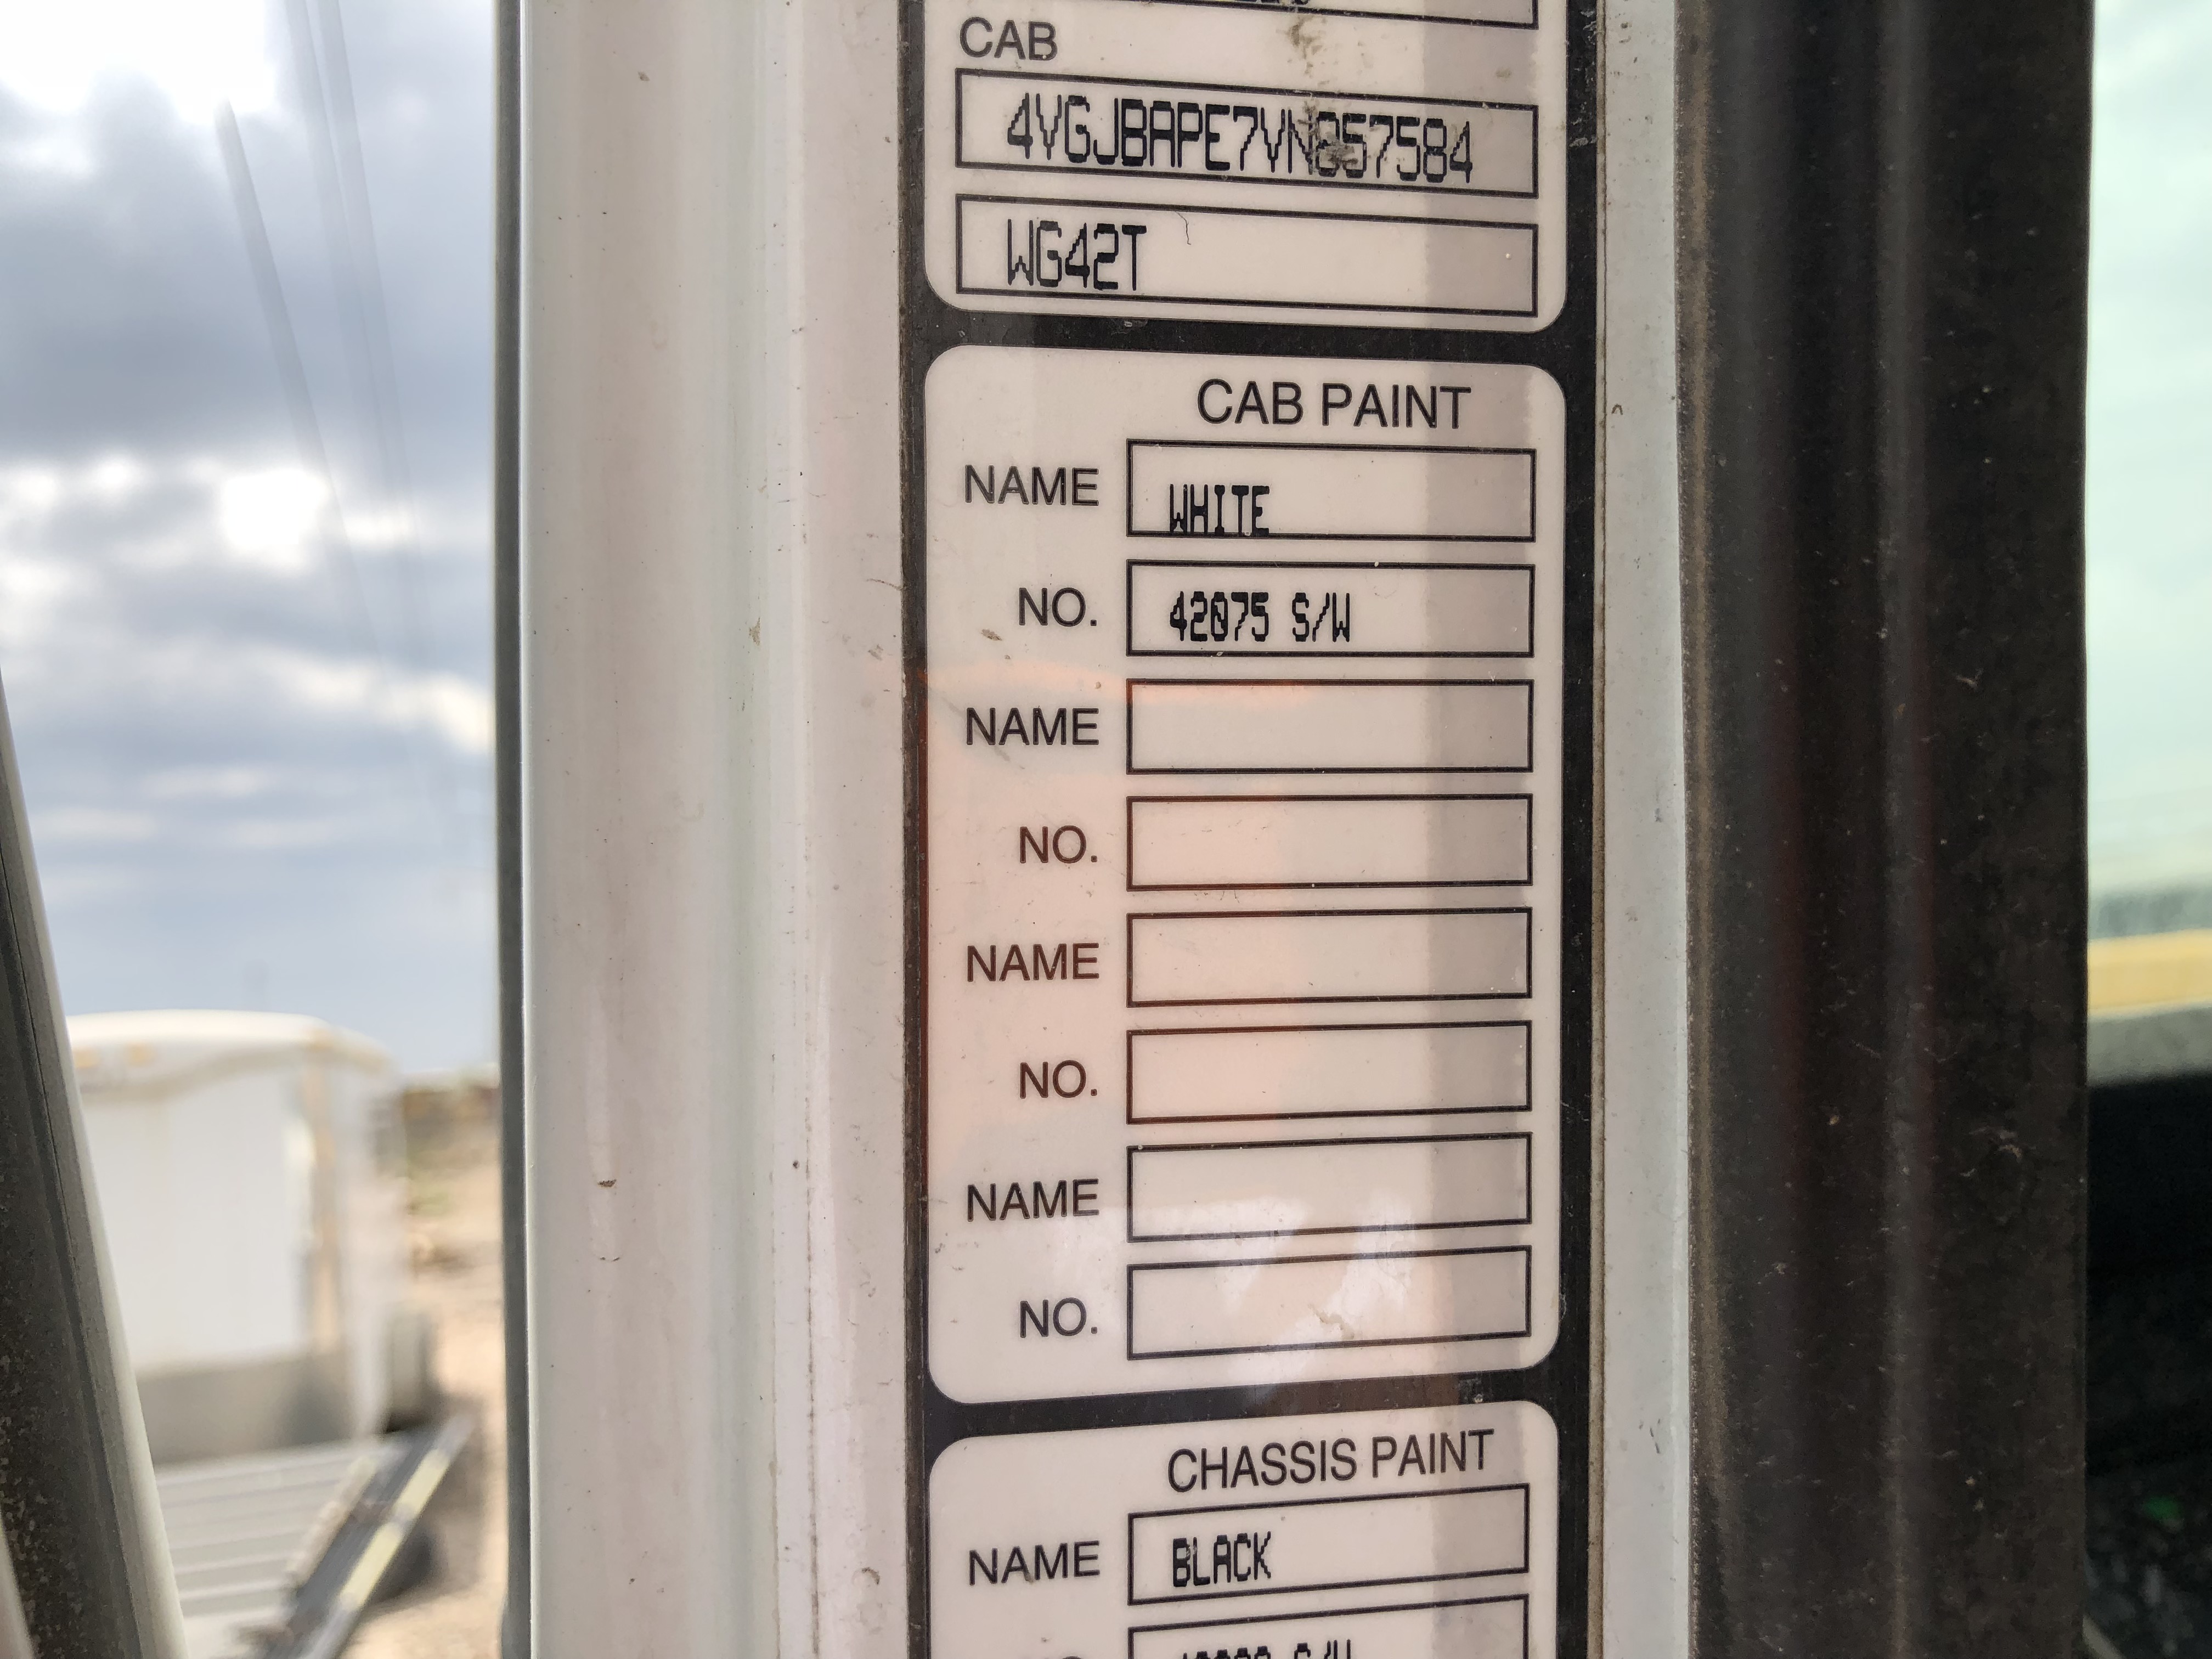 CAB
4VGJBAPE7VN857584
WG42T
CAB PAINT
NAME WHITE
NO. 42075 S/W
NAME
NO.
NAME
NO.
NAME
NO.
CHASSIS PAINT
NAME BLACK